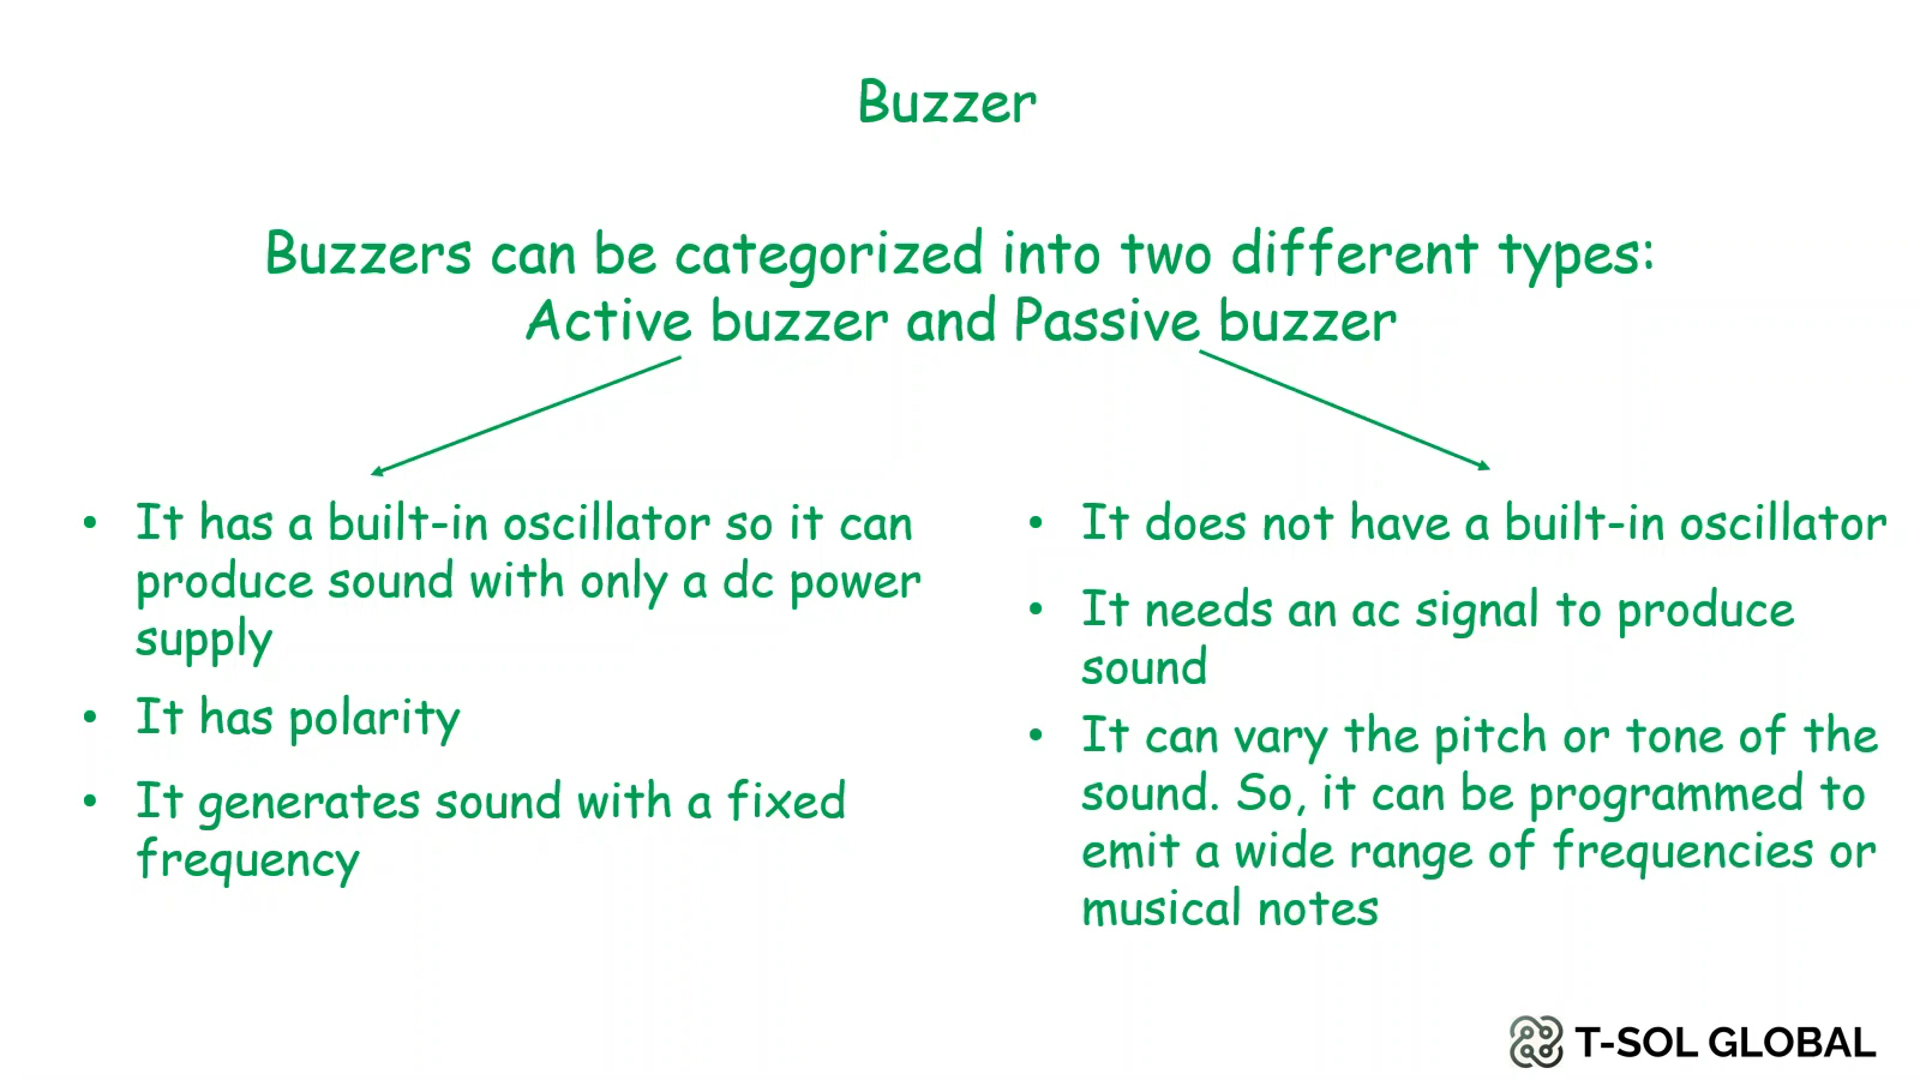 Buzzer
Buzzers can be categorized into two different types:
Active buzzer and Passive buzzer
• It has a built-in oscillator so it can
produce sound with only a dc power
supply
• It has polarity
• It generates sound with a fixed
frequency
• It does not have a built-in oscillator
• It needs an ac signal to produce
sound
• It can vary the pitch or tone of the
sound. So, it can be programmed to
emit a wide range of frequencies or
musical notes
T-SOL GLOBAL